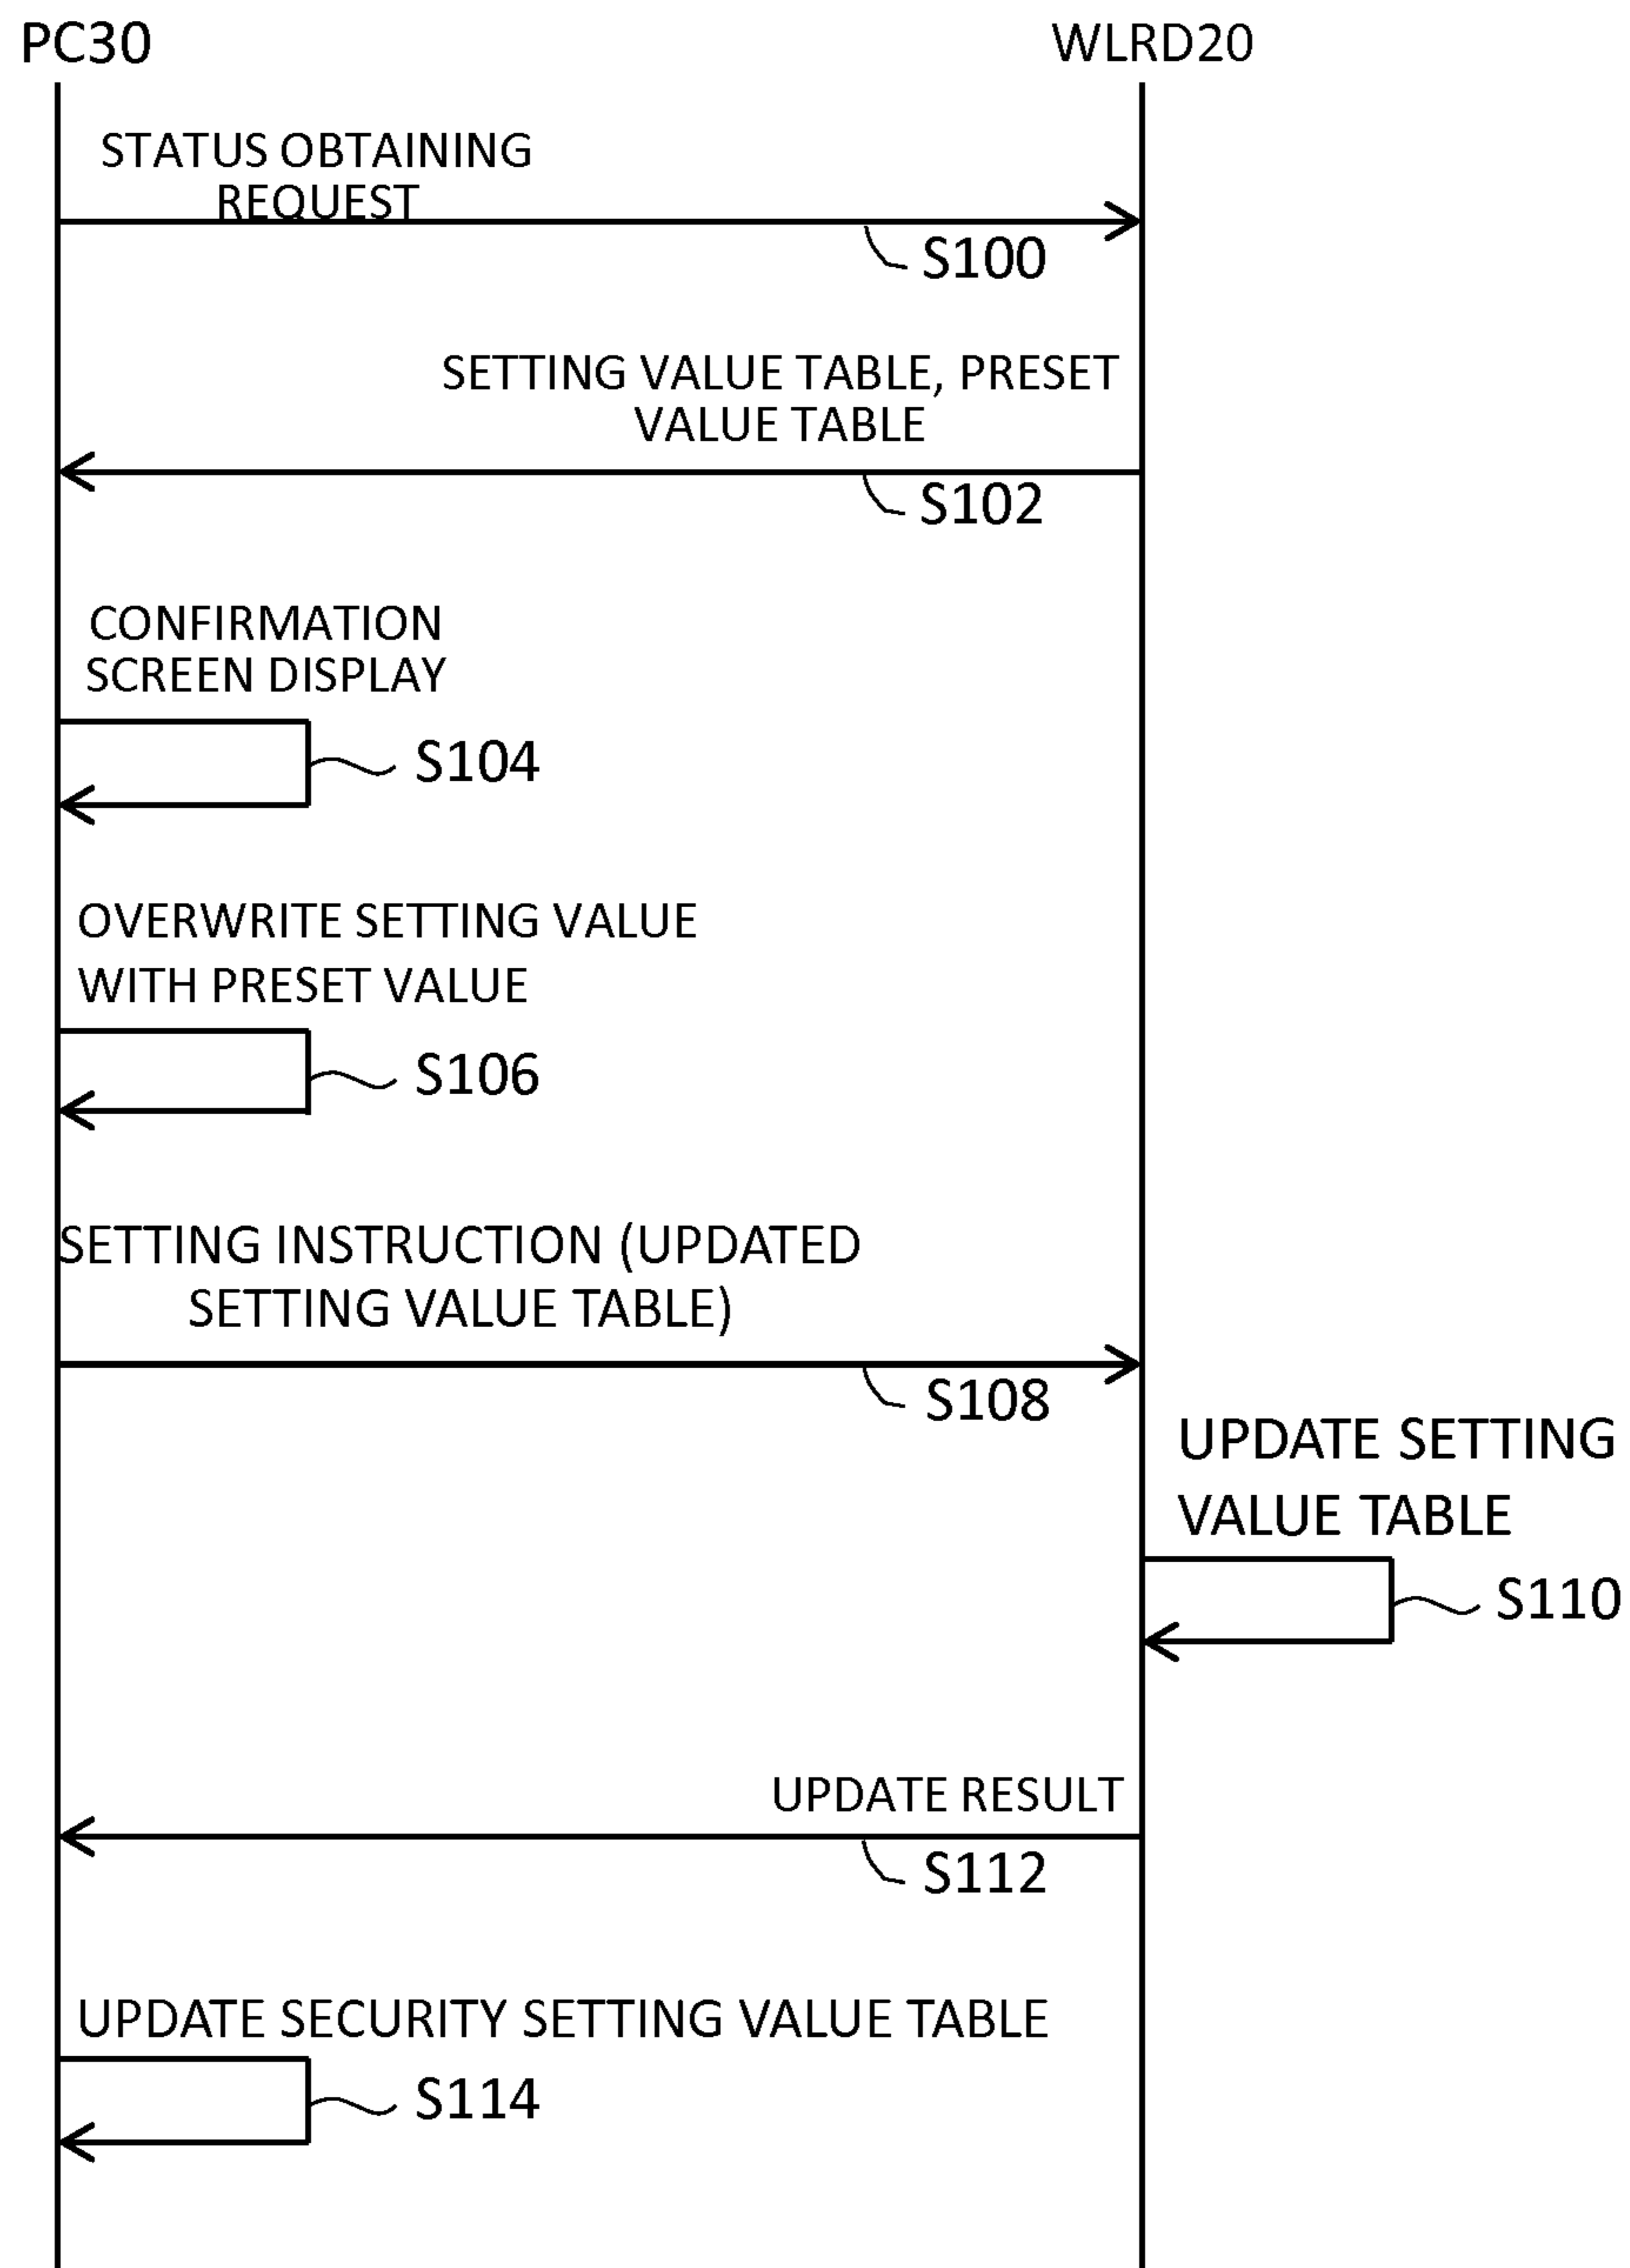 PC30
WLRD20
STATUS OBTAINING
REQUEST
S100
SETTING VALUE TABLE, PRESET
VALUE TABLE
S102
CONFIRMATION
SCREEN DISPLAY
S104
OVERWRITE SETTING VALUE
WITH PRESET VALUE
S106
SETTING INSTRUCTION (UPDATED
SETTING VALUE TABLE)
S108
UPDATE SETTING
VALUE TABLE
S110
UPDATE RESULT
S112
UPDATE SECURITY SETTING VALUE TABLE
S114